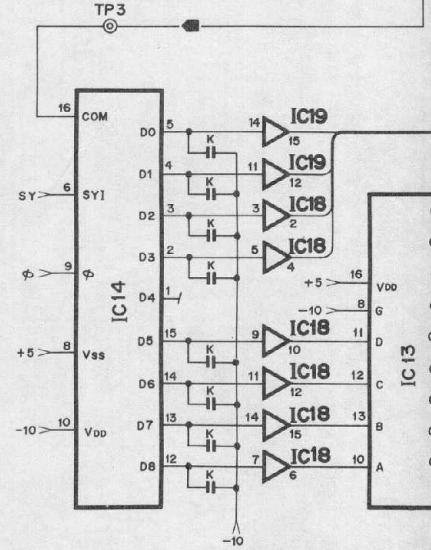 TP3
16 COM
D0 5 K 14 IC19 15
D1 4 K 11 IC19 12
SY 6 SYI
D2 3 K 3 IC18 2
D3 2 K 5 IC18 4
ϕ 9 ϕ
D4 1
+5 16 VDD
-10 8 G
IC14
D5 15 K 9 IC18 10 11 D
+5 8 VSS
IC13
D6 14 K 11 IC18 12 12 C
D7 13 K 14 IC18 15 13 B
-10 10 VDD
D8 12 K 7 IC18 6 10 A
-10